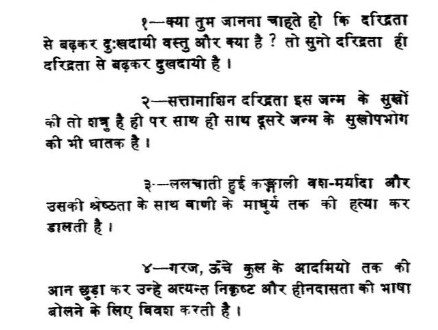 १—क्या तुम जानना चाहते हो कि दरिद्रता
से बढ़कर दुःखदायी वस्तु और क्या है ? तो सुनो दरिद्रता ही
दरिद्रता से बढ़कर दुखदायी है ।
२—सत्तानाशिन दरिद्रता इस जन्म के सुखों
की तो शत्रु है ही पर साथ ही साथ दूसरे जन्म के सुखोपभोग
की भी घातक है ।
३—ललचाती हुई कङ्गाली वश-मर्यादा और
उसकी श्रेष्ठता के साथ वाणी के माधुर्य तक की हत्या कर
डालती है ।
४—गरज, ऊँचे कुल के आदमियो तक की
आन छुड़ा कर उन्हे अत्यन्त निकृष्ट और हीनदासता की भाषा
बोलने के लिए विवश करती है ।